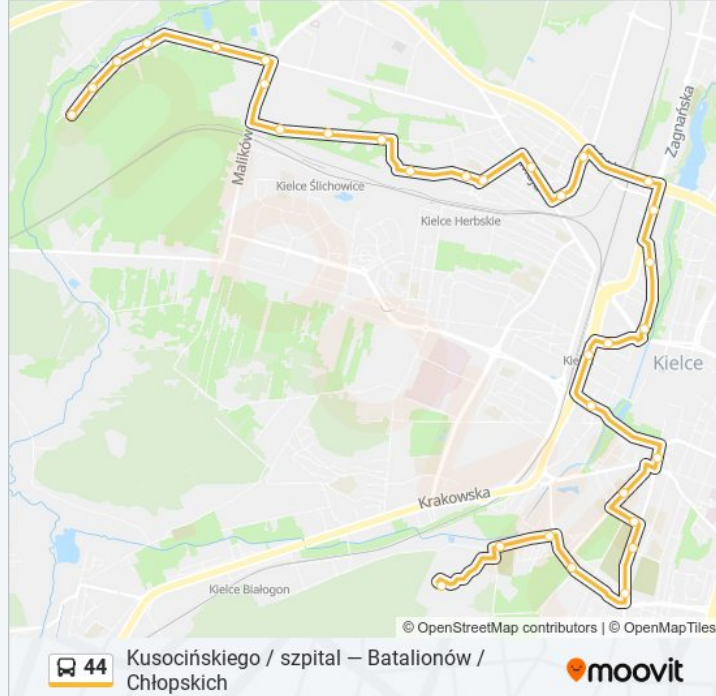 Zagnańska
Malików
Kielce Ślichowice
Kielce Herbskie
Kielce
Krakowska
Kielce Białogon
© OpenStreetMap contributors | © OpenMapTiles
44
Kusocińskiego / szpital — Batalionów /
Chłopskich
moovit